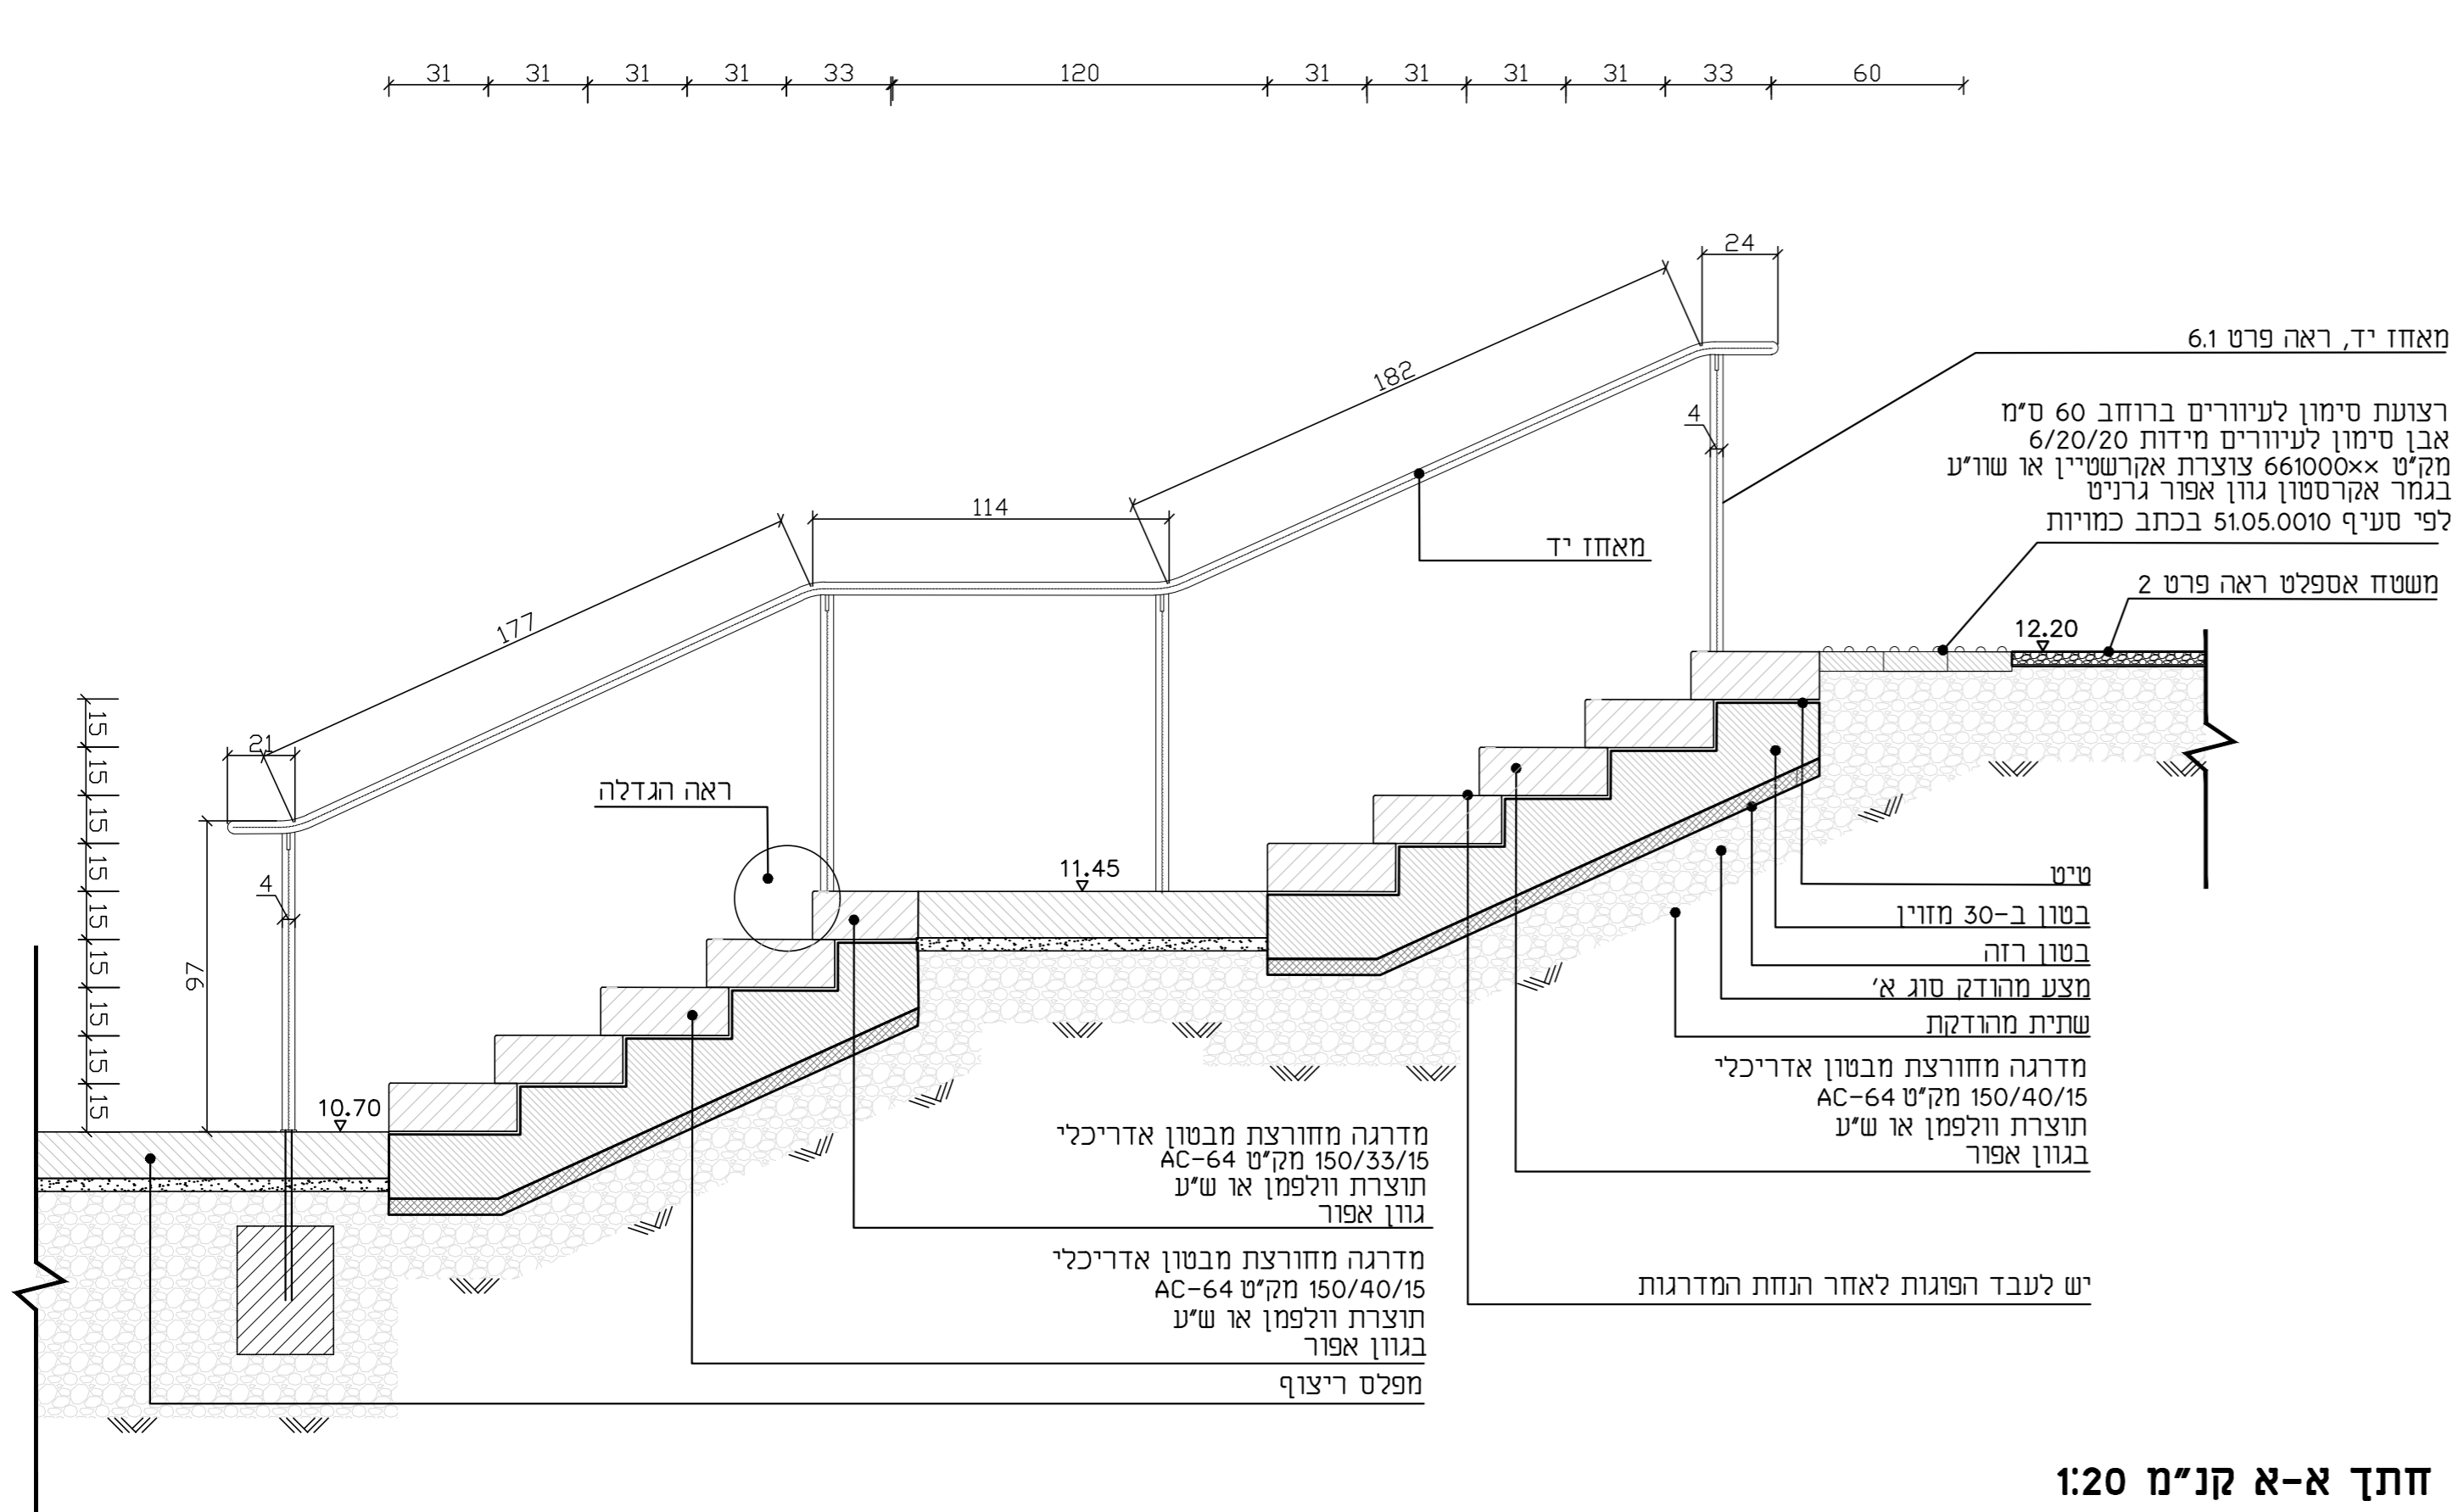 31 31 31 31 33 120 31 31 31 31 33 60
24
182
4
114
177
21
97
4
15
15
15
15
15
15
15
15
15
מאחז יד, ראה פרט 6.1
רצועת סימון לעיוורים ברוחב 60 ס"מ
אבן סימון לעיוורים מידות 6/20/20
מק"ט 661000xx צוצרת אקרשטיין או שוו"ע
בגמר אקרסטון גוון אפור גרניט
לפי סעיף 51.05.0010 בכתב כמויות
משטח אספלט ראה פרט 2
12.20
מאחז יד
ראה הגדלה
11.45
10.70
טיט
בטון ב-30 מזוין
בטון רזה
מצע מהודק סוג א'
שתית מהודקת
מדרגה מחורצת מבטון אדריכלי
150/40/15 מק"ט AC-64
תוצרת וולפמן או ש"ע
בגוון אפור
יש לעבד הפוגות לאחר הנחת המדרגות
מדרגה מחורצת מבטון אדריכלי
150/33/15 מק"ט AC-64
תוצרת וולפמן או ש"ע
גוון אפור
מדרגה מחורצת מבטון אדריכלי
150/40/15 מק"ט AC-64
תוצרת וולפמן או ש"ע
בגוון אפור
מפלס ריצוף
חתך א-א קנ"מ 1:20